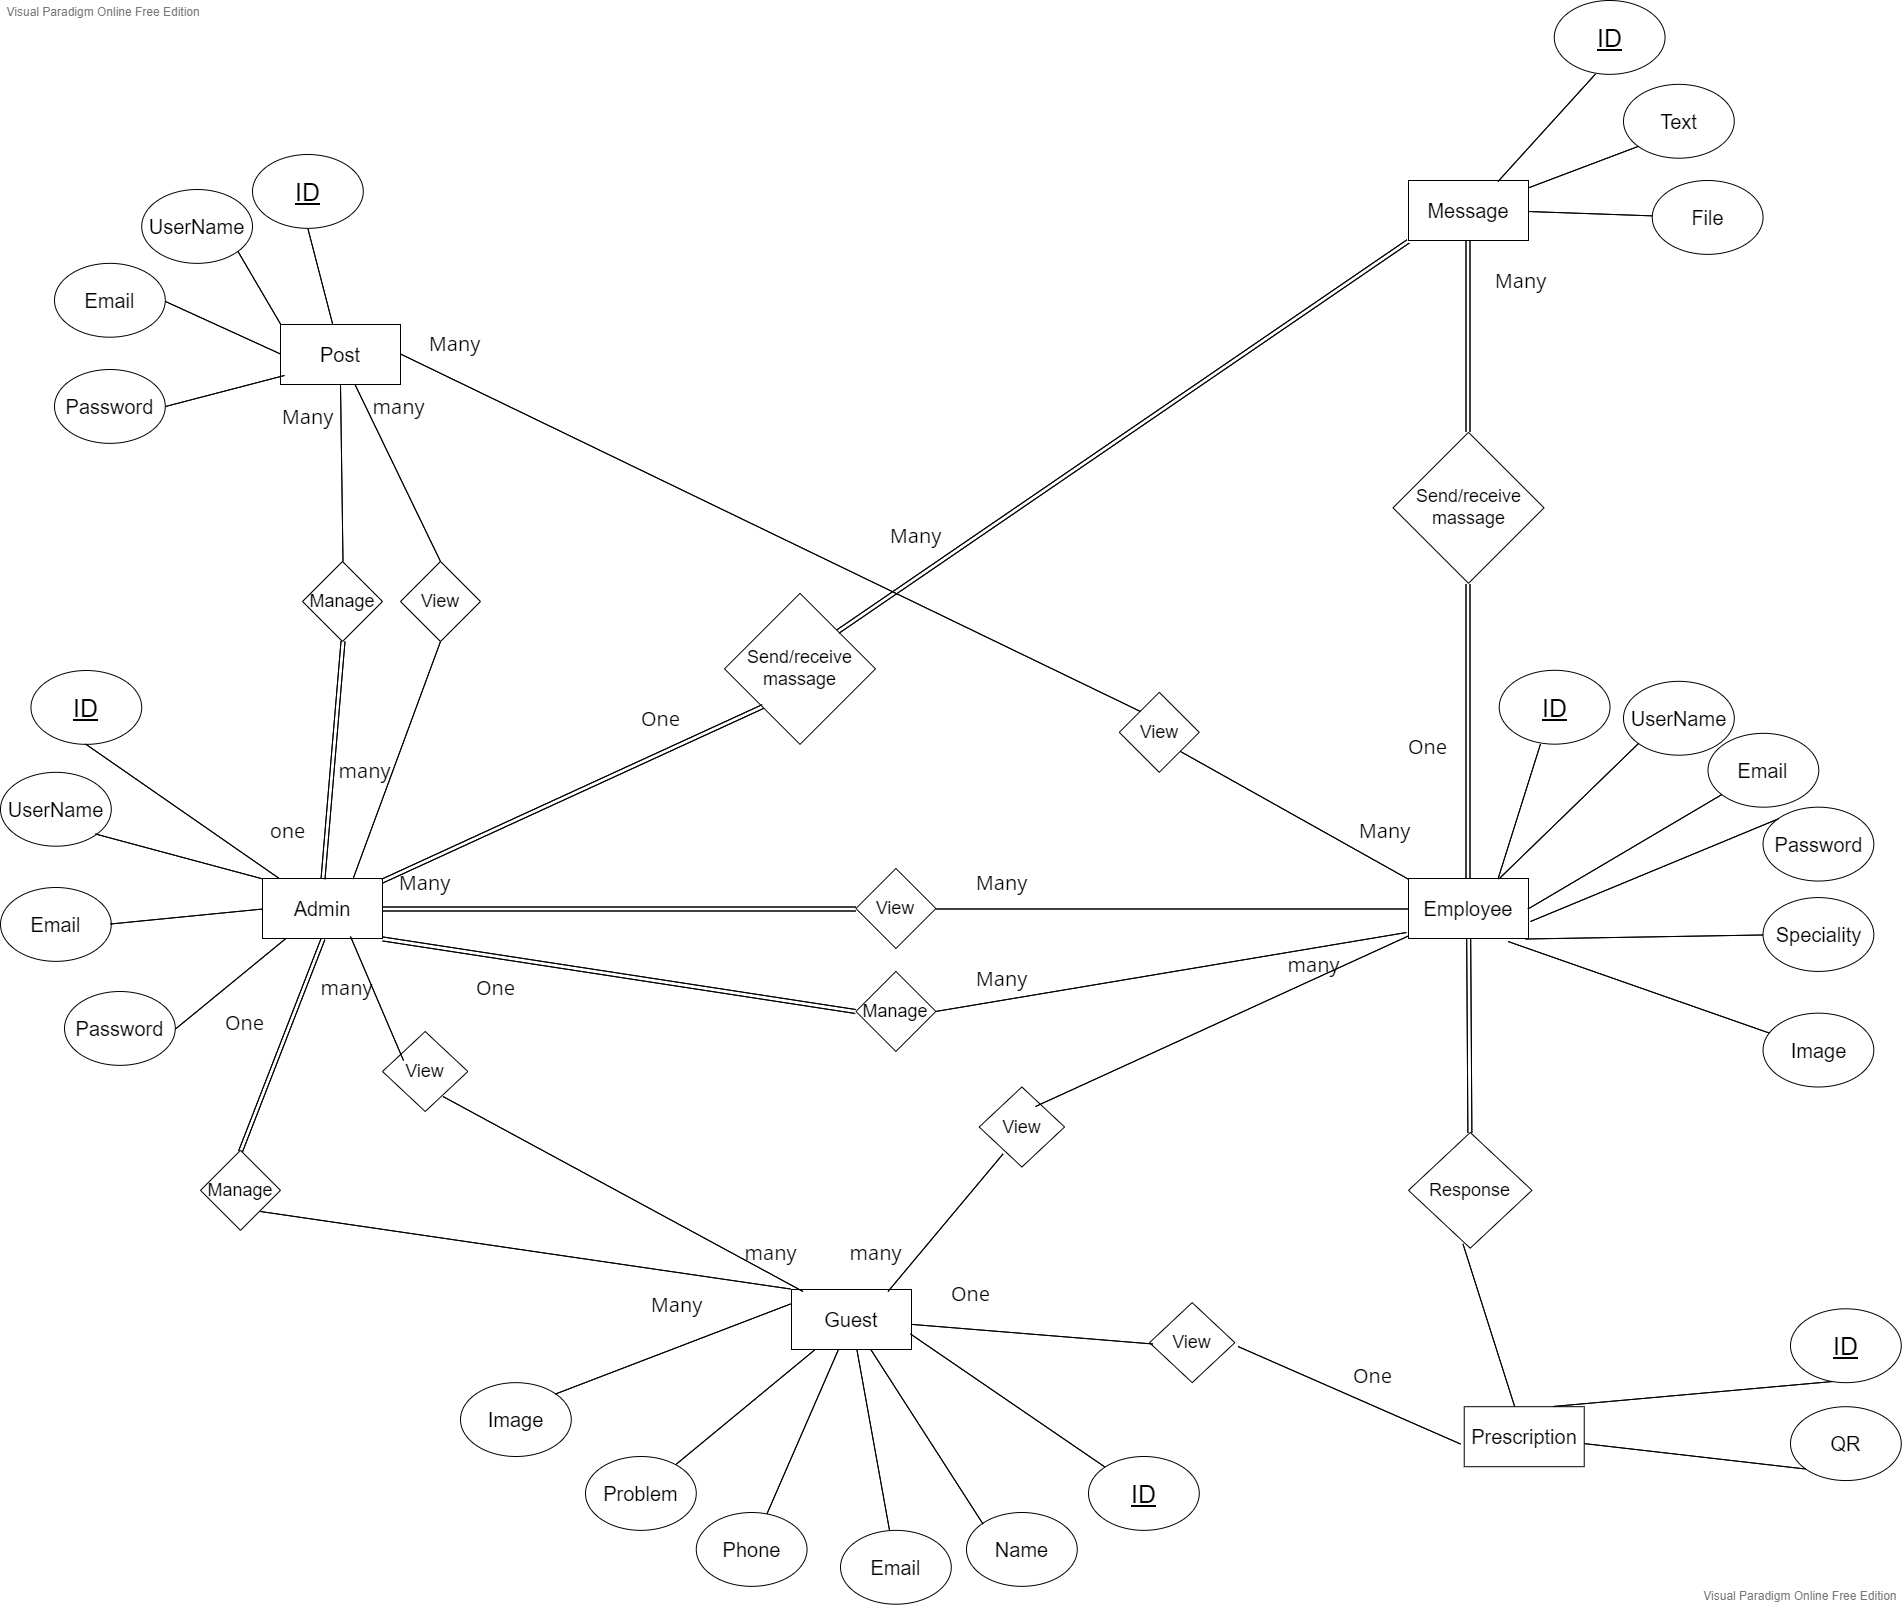 Visual Paradigm Online Free Edition
ID
Text
Message
File
ID
UserName
Email
Post
Password
Many
Many
many
Many
Send/receive
massage
Many
Manage
View
Send/receive
massage
One
View
many
one
One
Many
ID
UserName
Email
Password
ID
UserName
Email
Password
Speciality
Image
Admin
Many
View
Many
Employee
many
One
One
Manage
Many
many
View
View
Manage
Response
many
many
Many
Guest
One
View
One
Image
Problem
Phone
Email
Name
ID
Prescription
ID
QR
Visual Paradigm Online Free Edition